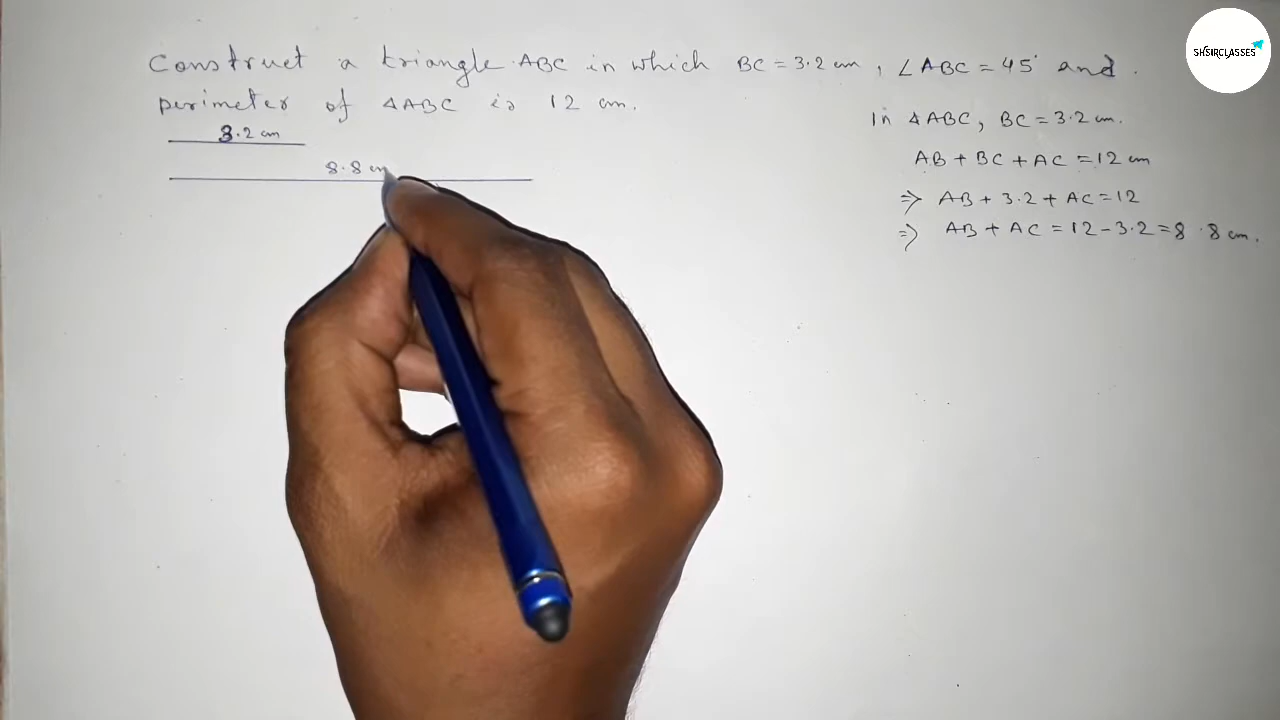 Construct a triangle ABC in which BC = 3.2 cm, ∠ABC = 45° and
perimeter of △ABC is 12 cm.
3.2 cm
8.8 cm
In △ABC, BC = 3.2 cm.
AB + BC + AC = 12 cm
⇒ AB + 3.2 + AC = 12
⇒ AB + AC = 12 - 3.2 = 8.8 cm.
SHSIRCLASSES